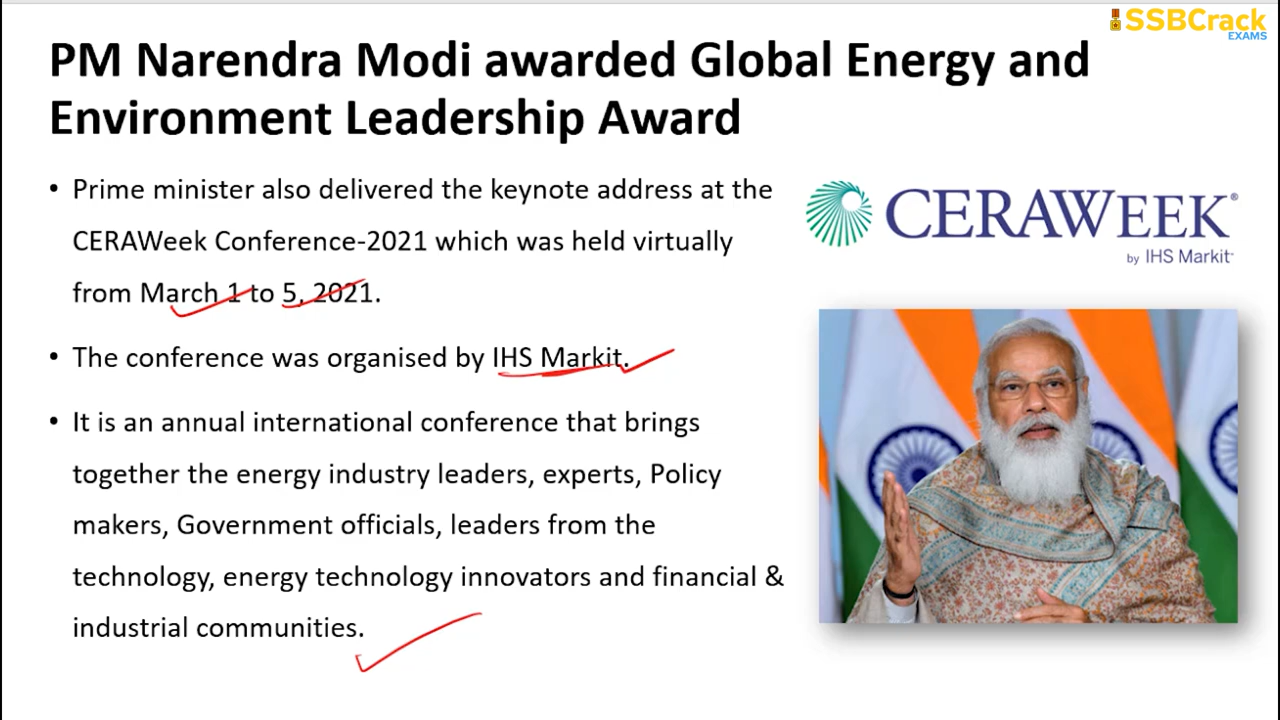 SSBCrack
EXAMS
PM Narendra Modi awarded Global Energy and
Environment Leadership Award
• Prime minister also delivered the keynote address at the
CERAWeek Conference-2021 which was held virtually
from March 1 to 5, 2021.
• The conference was organised by IHS Markit.
• It is an annual international conference that brings
together the energy industry leaders, experts, Policy
makers, Government officials, leaders from the
technology, energy technology innovators and financial &
industrial communities.
CERAWEEK®
by IHS Markit™